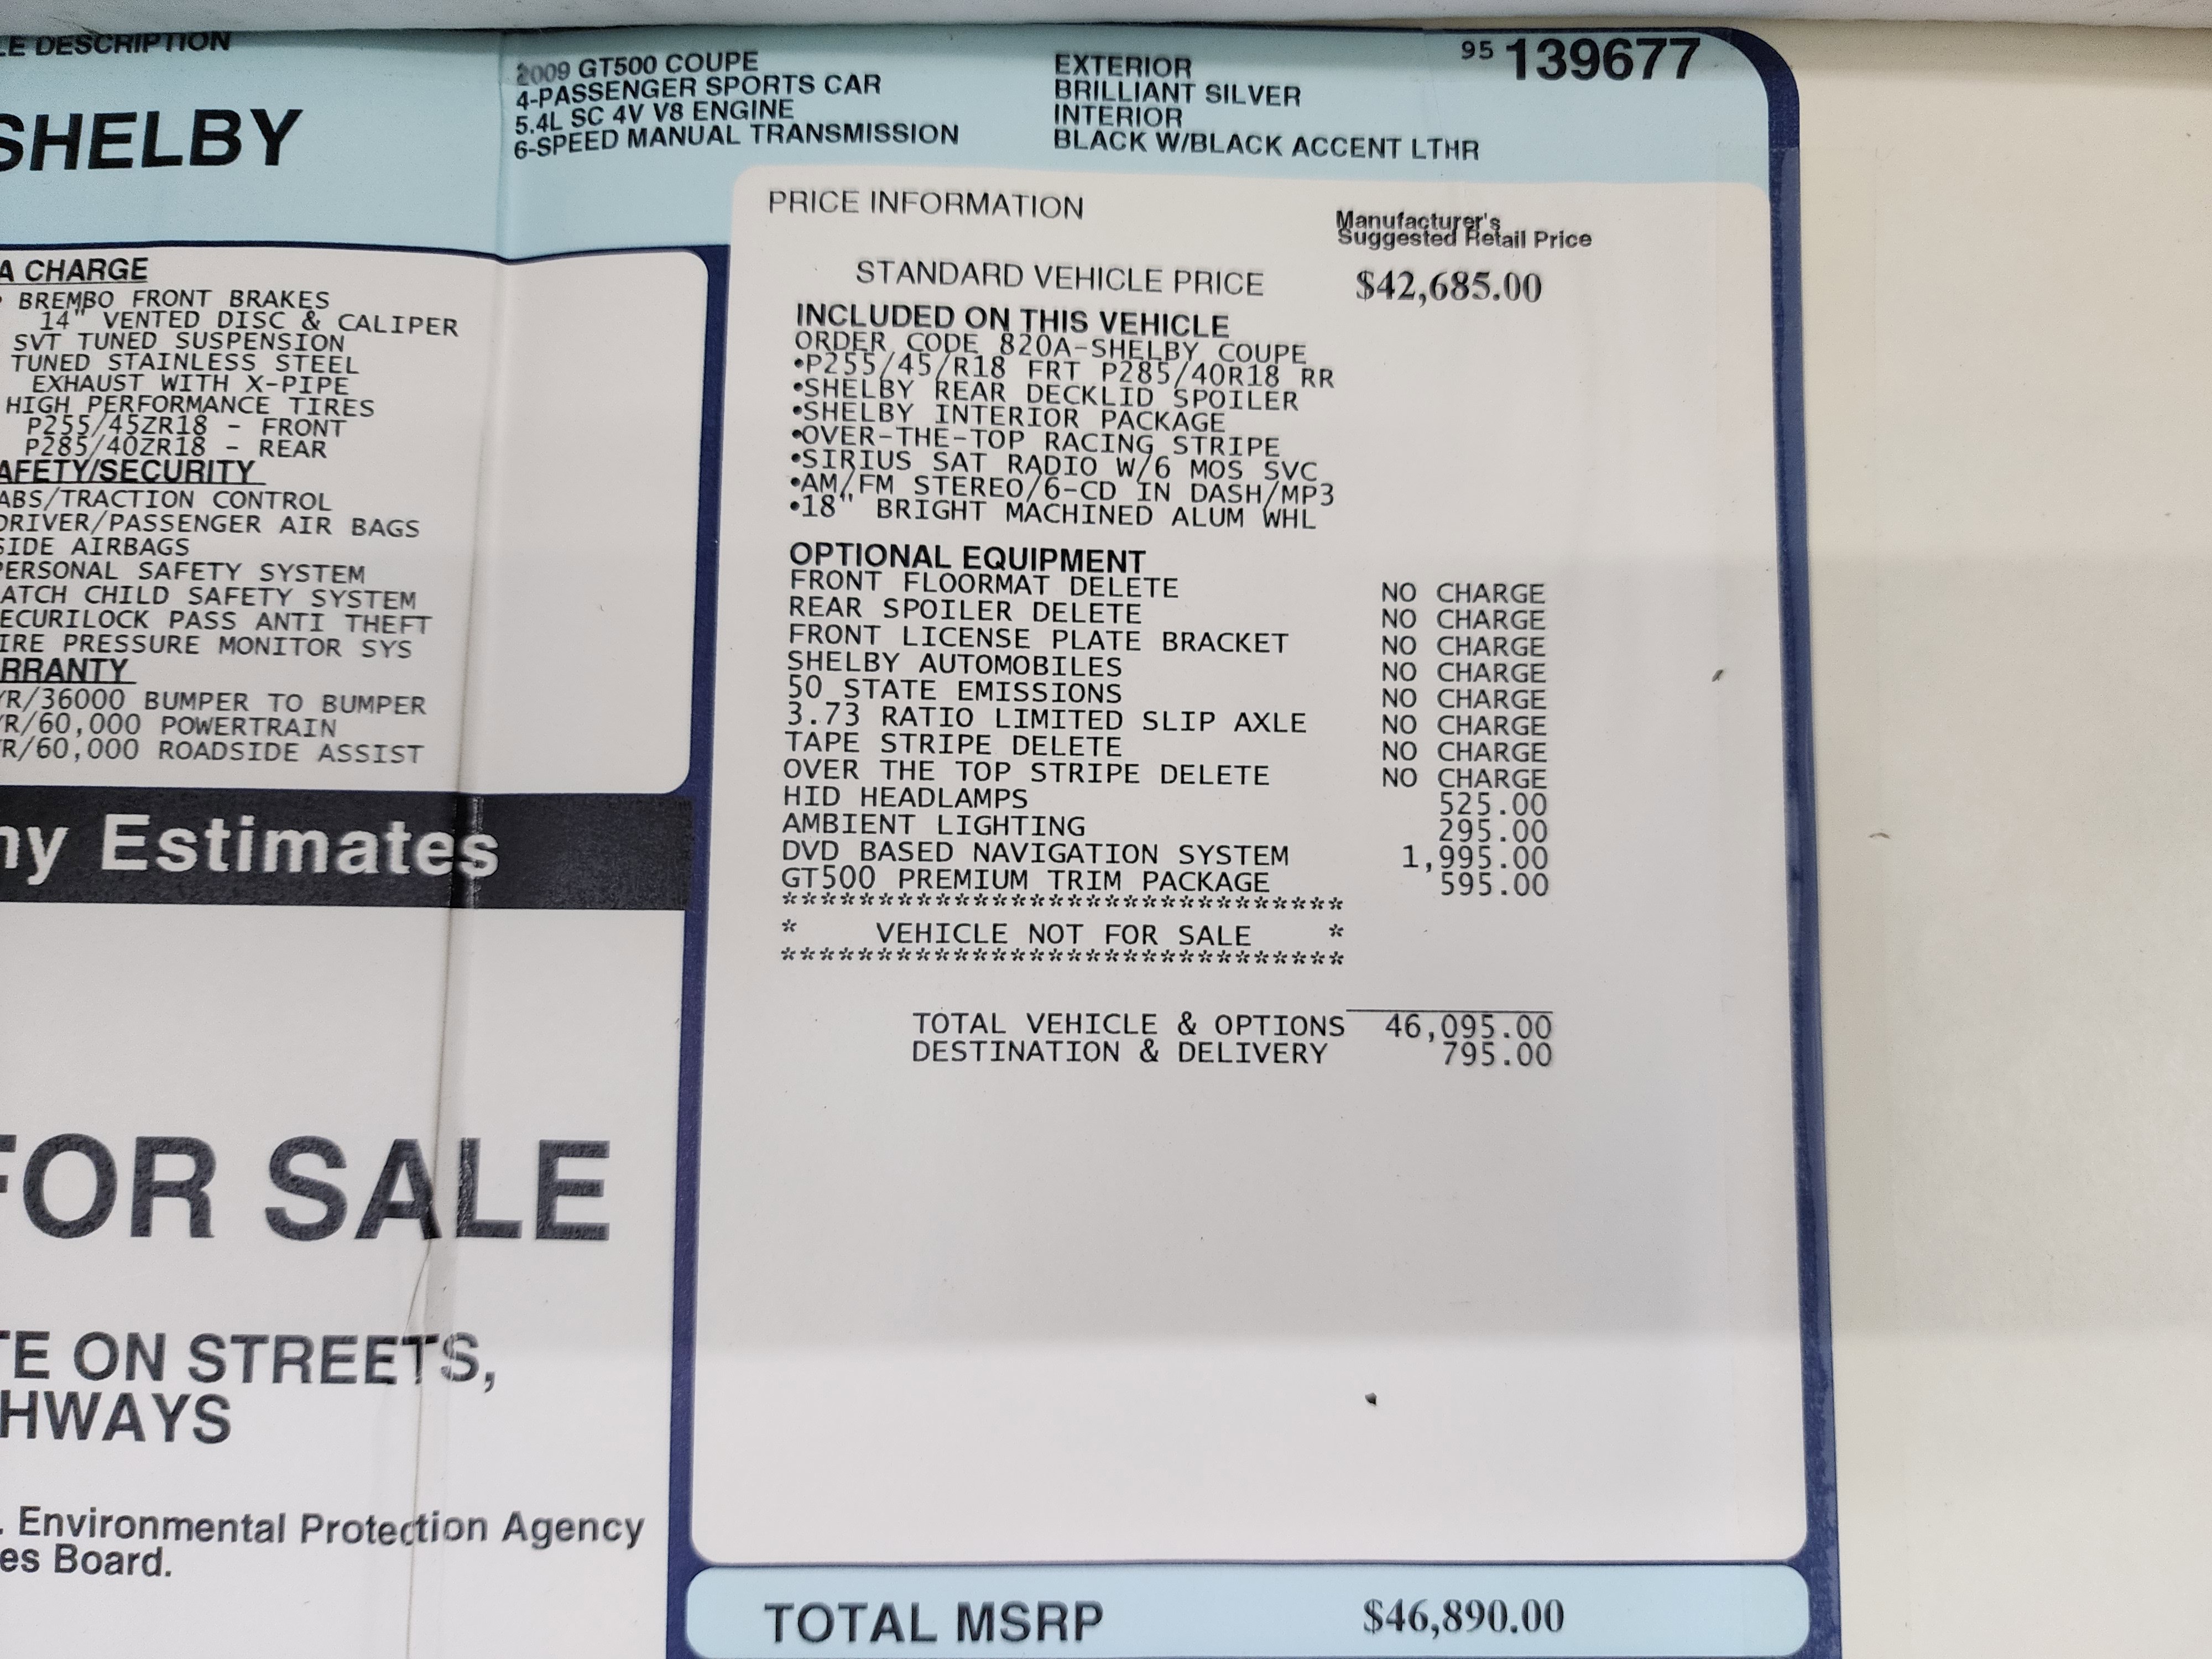 LE DESCRIPTION
SHELBY
2009 GT500 COUPE
4-PASSENGER SPORTS CAR
5.4L SC 4V V8 ENGINE
6-SPEED MANUAL TRANSMISSION
EXTERIOR
BRILLIANT SILVER
INTERIOR
BLACK W/BLACK ACCENT LTHR
95 139677
A CHARGE
• BREMBO FRONT BRAKES
14" VENTED DISC & CALIPER
SVT TUNED SUSPENSION
TUNED STAINLESS STEEL
EXHAUST WITH X-PIPE
HIGH PERFORMANCE TIRES
P255/45ZR18 - FRONT
P285/40ZR18 - REAR
AFETY/SECURITY
ABS/TRACTION CONTROL
DRIVER/PASSENGER AIR BAGS
SIDE AIRBAGS
PERSONAL SAFETY SYSTEM
ATCH CHILD SAFETY SYSTEM
ECURILOCK PASS ANTI THEFT
IRE PRESSURE MONITOR SYS
RRANTY
YR/36000 BUMPER TO BUMPER
YR/60,000 POWERTRAIN
R/60,000 ROADSIDE ASSIST
ny Estimates
FOR SALE
TE ON STREETS,
HWAYS
. Environmental Protection Agency
es Board.
PRICE INFORMATION
Manufacturer's
Suggested Retail Price
STANDARD VEHICLE PRICE $42,685.00
INCLUDED ON THIS VEHICLE
ORDER CODE 820A-SHELBY COUPE
•P255/45/R18 FRT P285/40R18 RR
•SHELBY REAR DECKLID SPOILER
•SHELBY INTERIOR PACKAGE
•OVER-THE-TOP RACING STRIPE
•SIRIUS SAT RADIO W/6 MOS SVC
•AM/FM STEREO/6-CD IN DASH/MP3
•18" BRIGHT MACHINED ALUM WHL
OPTIONAL EQUIPMENT
FRONT FLOORMAT DELETE NO CHARGE
REAR SPOILER DELETE NO CHARGE
FRONT LICENSE PLATE BRACKET NO CHARGE
SHELBY AUTOMOBILES NO CHARGE
50 STATE EMISSIONS NO CHARGE
3.73 RATIO LIMITED SLIP AXLE NO CHARGE
TAPE STRIPE DELETE NO CHARGE
OVER THE TOP STRIPE DELETE NO CHARGE
HID HEADLAMPS 525.00
AMBIENT LIGHTING 295.00
DVD BASED NAVIGATION SYSTEM 1,995.00
GT500 PREMIUM TRIM PACKAGE 595.00
******************************
* VEHICLE NOT FOR SALE *
******************************
TOTAL VEHICLE & OPTIONS 46,095.00
DESTINATION & DELIVERY 795.00
TOTAL MSRP $46,890.00